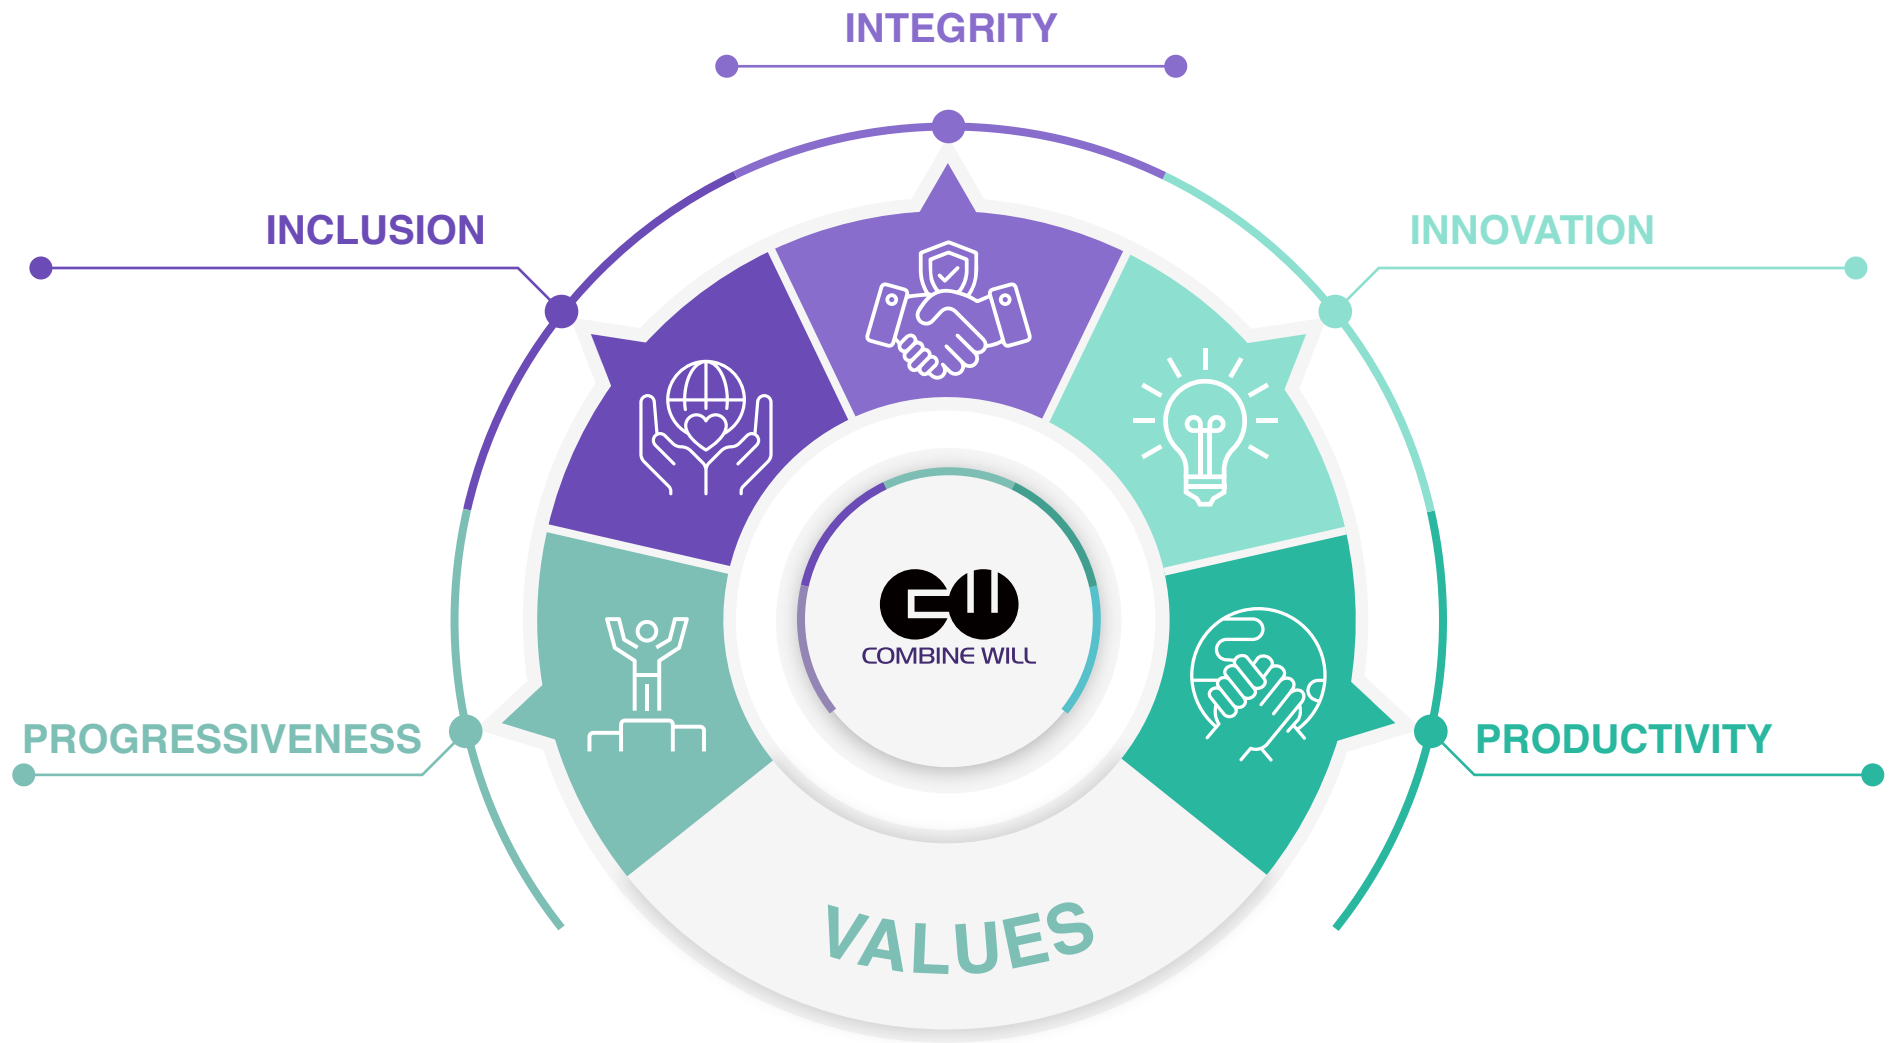 INTEGRITY
INCLUSION
INNOVATION
COMBINE WILL
PROGRESSIVENESS
PRODUCTIVITY
VALUES